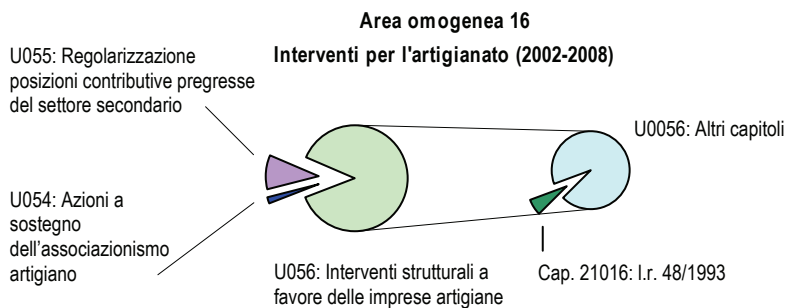 Area omogenea 16
Interventi per l'artigianato (2002-2008)
U055: Regolarizzazione
posizioni contributive pregresse
del settore secondario
U0056: Altri capitoli
U054: Azioni a
sostegno
dell’associazionismo
artigiano
U056: Interventi strutturali a
favore delle imprese artigiane
Cap. 21016: l.r. 48/1993